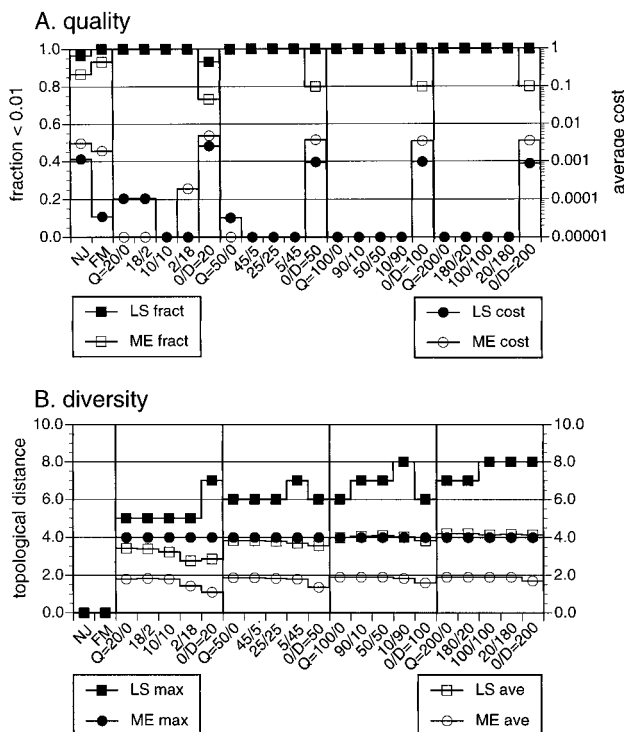 A. quality
1.0
0.8
0.6
0.4
0.2
0.0
fraction < 0.01
1
0.1
0.01
0.001
0.0001
0.00001
average cost
NJ
FM
Q=20/0
18/2
10/10
2/18
0/D=20
Q=50/0
45/5
25/25
5/45
0/D=50
Q=100/0
90/10
50/50
10/90
0/D=100
Q=200/0
180/20
100/100
20/180
0/D=200
LS fract
ME fract
LS cost
ME cost
B. diversity
10.0
8.0
6.0
4.0
2.0
0.0
topological distance
10.0
8.0
6.0
4.0
2.0
0.0
NJ
FM
Q=20/0
18/2
10/10
2/18
0/D=20
Q=50/0
45/5
25/25
5/45
0/D=50
Q=100/0
90/10
50/50
10/90
0/D=100
Q=200/0
180/20
100/100
20/180
0/D=200
LS max
ME max
LS ave
ME ave